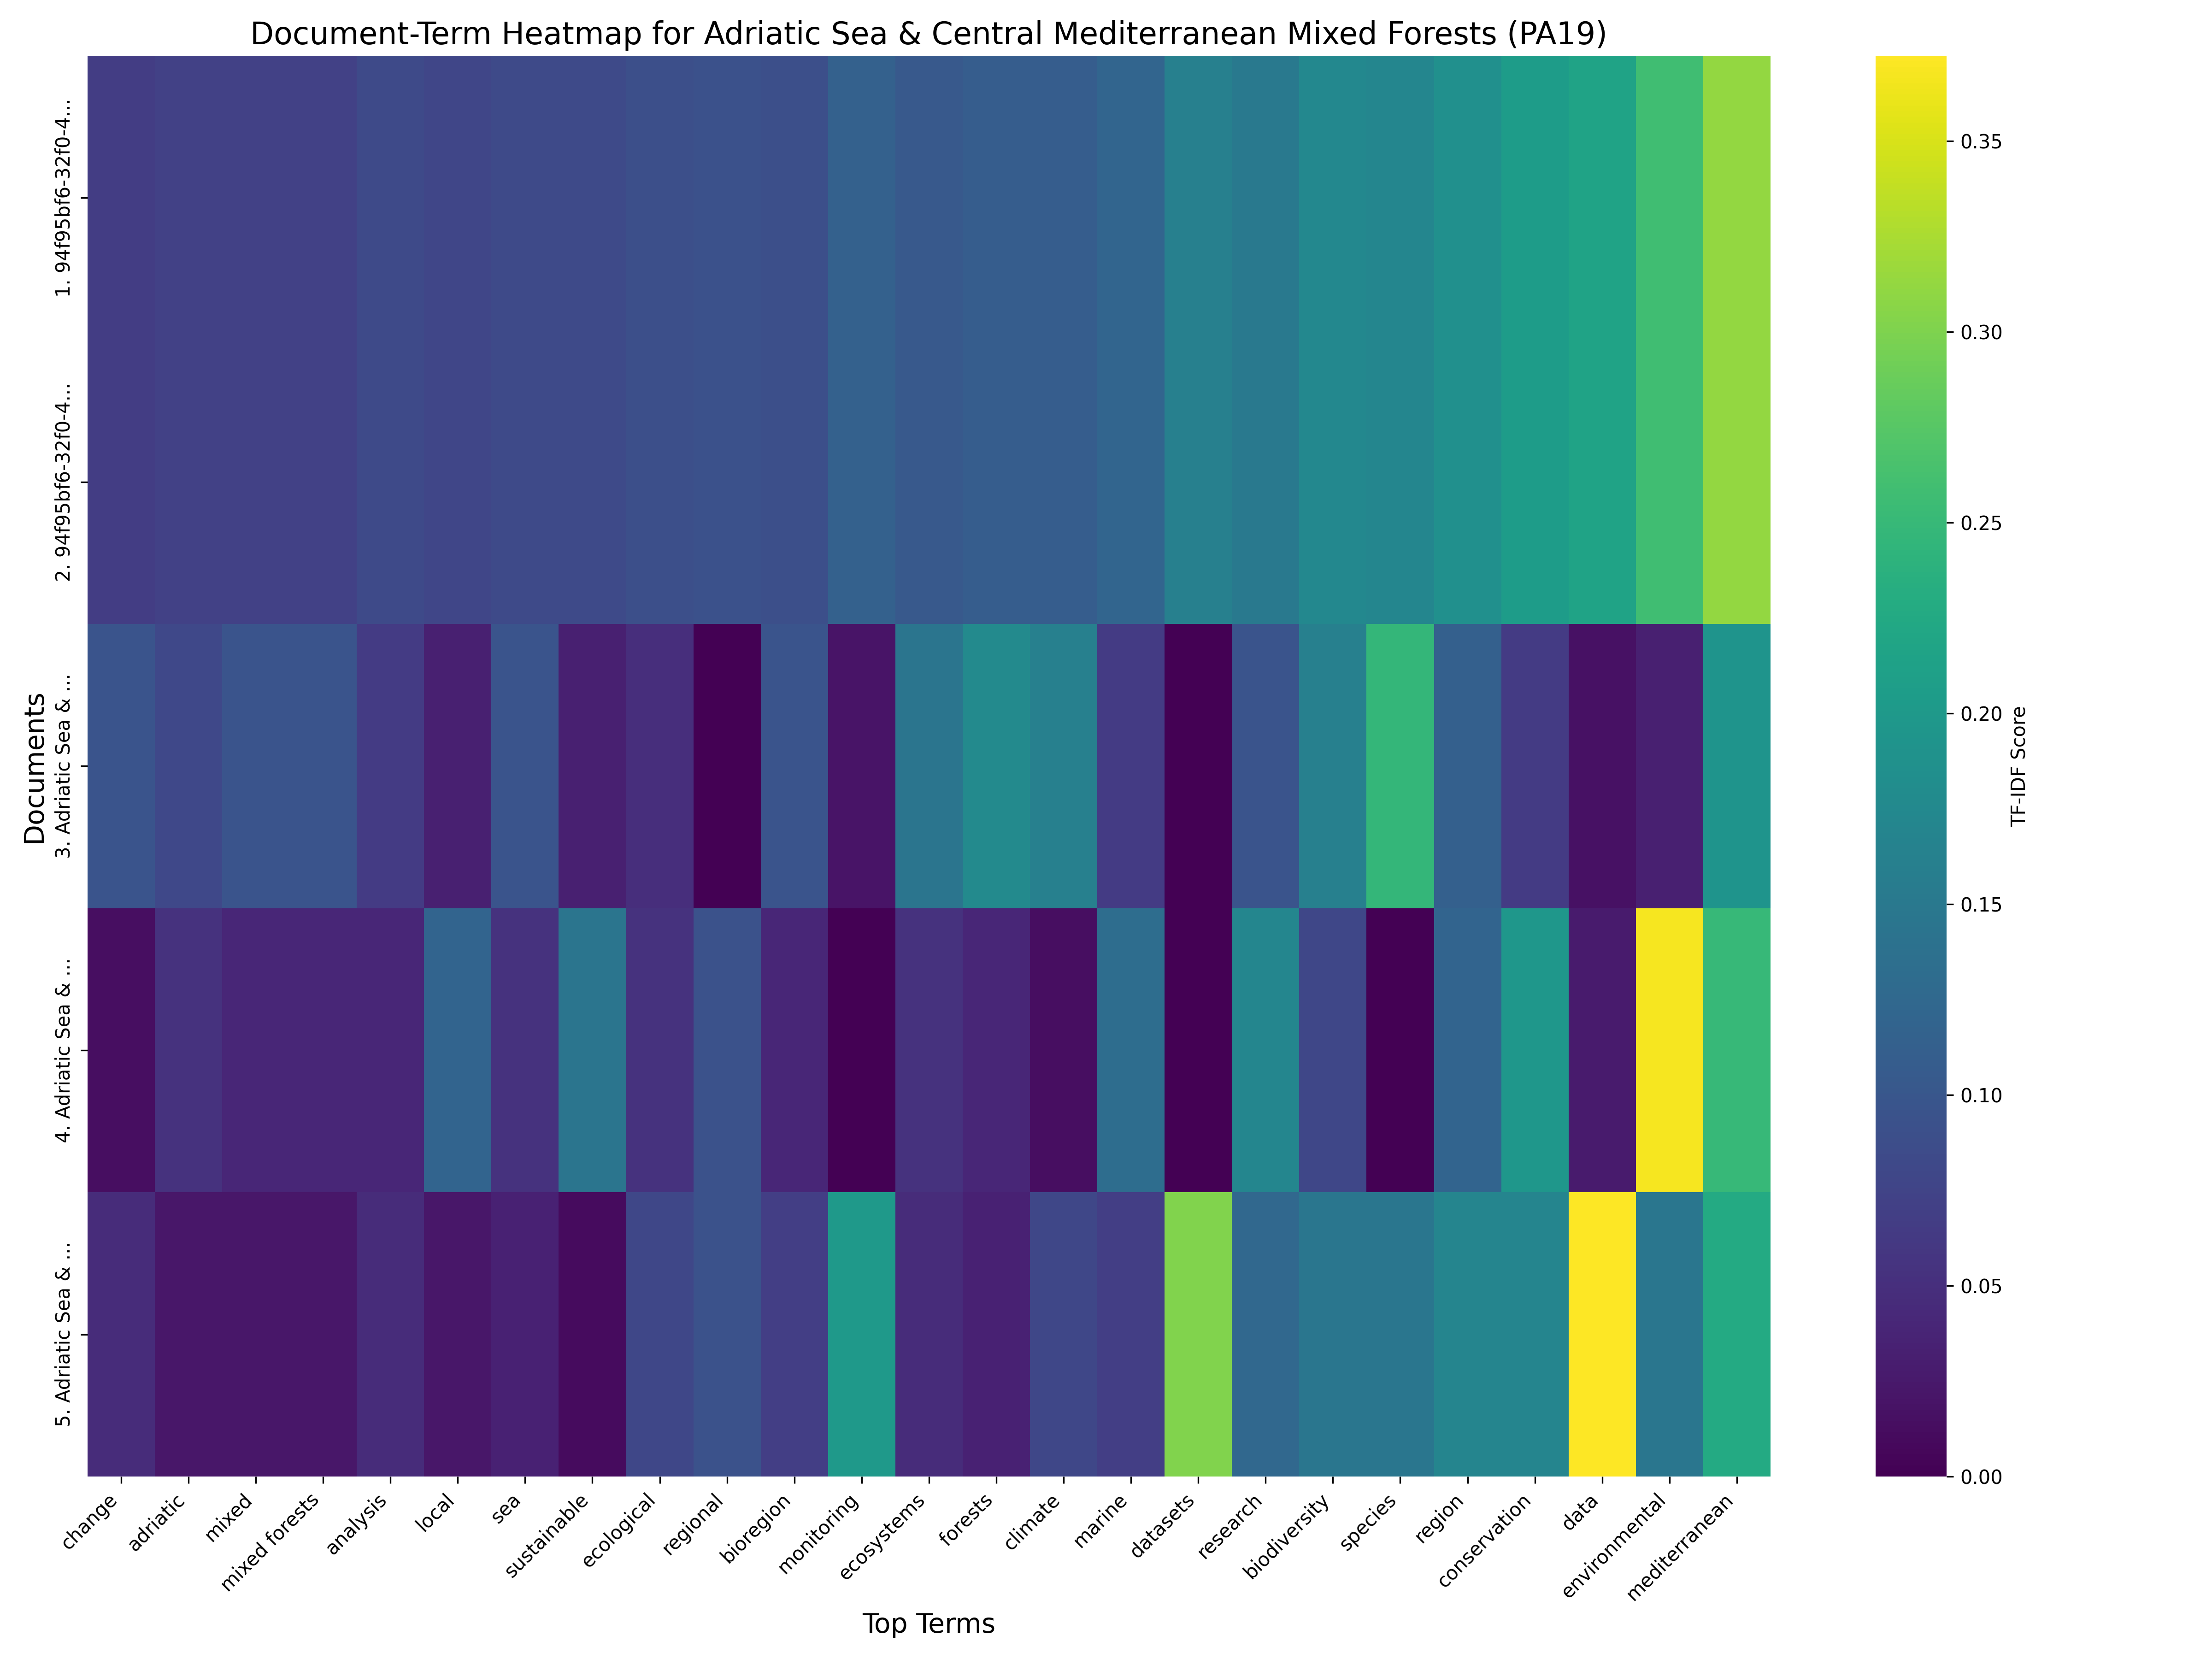 Document-Term Heatmap for Adriatic Sea & Central Mediterranean Mixed Forests (PA19)
Documents
1. 94f95bf6-32f0-4...
2. 94f95bf6-32f0-4...
3. Adriatic Sea & ...
4. Adriatic Sea & ...
5. Adriatic Sea & ...
change
adriatic
mixed
mixed forests
analysis
local
sea
sustainable
ecological
regional
bioregion
monitoring
ecosystems
forests
climate
marine
datasets
research
biodiversity
species
region
conservation
data
environmental
mediterranean
Top Terms
0.35
0.30
0.25
0.20
0.15
0.10
0.05
0.00
TF-IDF Score